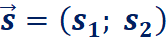 s⃗ = (s₁; s₂)